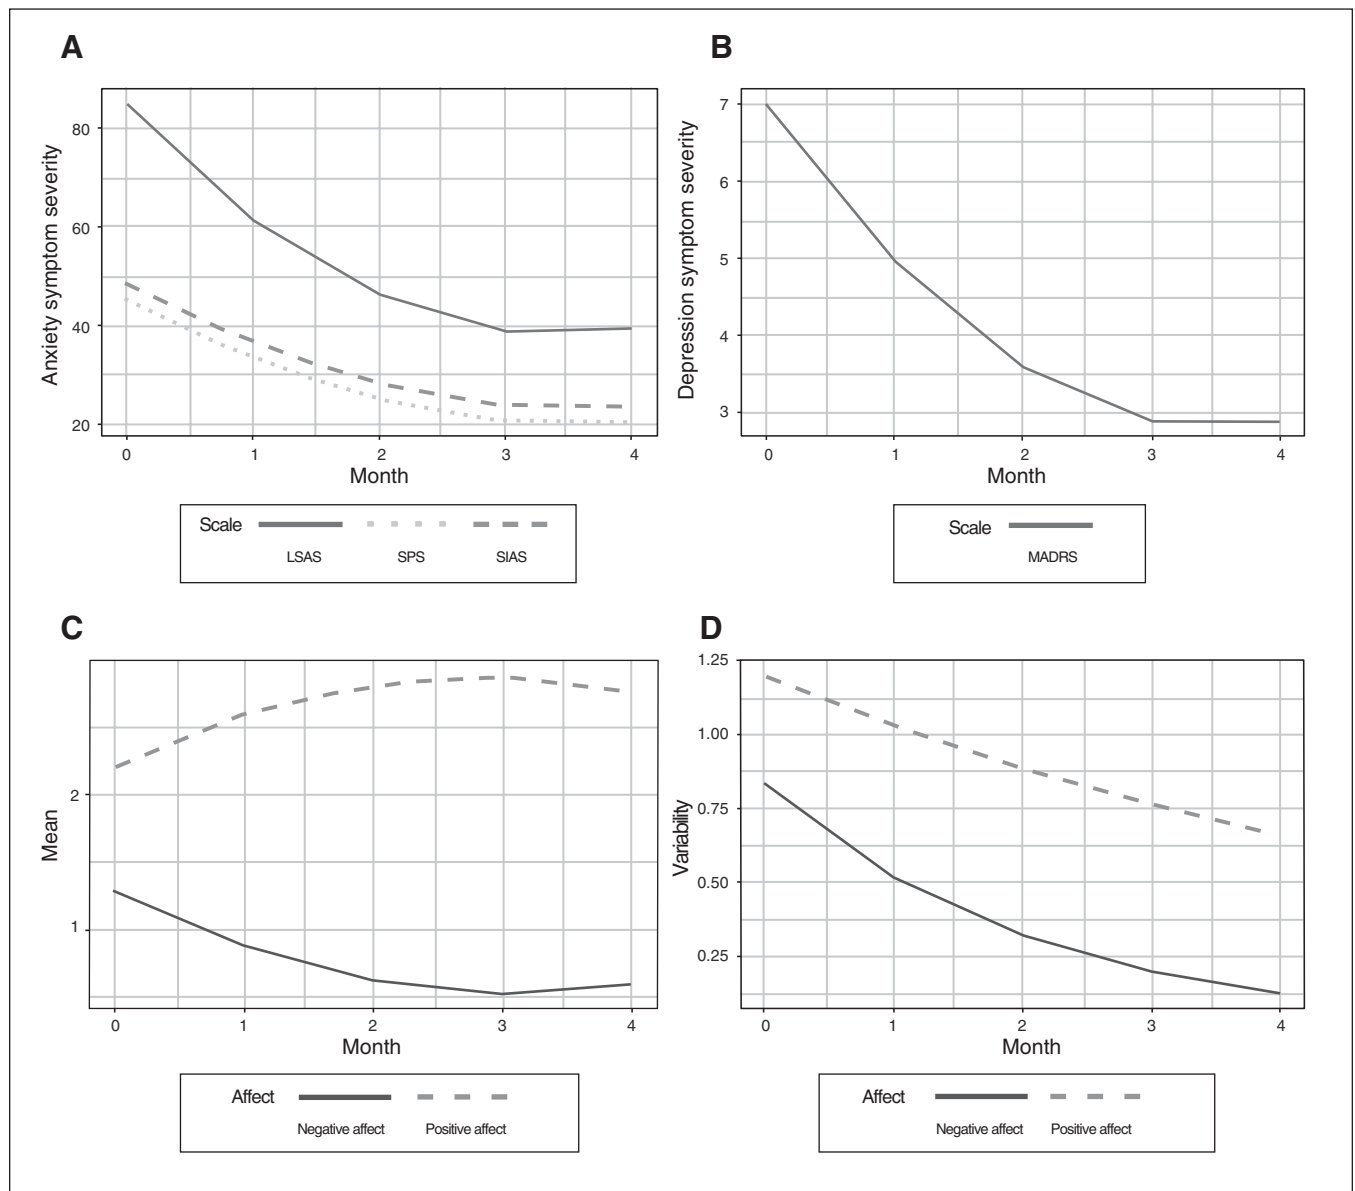 A
Anxiety symptom severity
80
60
40
20
0 1 2 3 4
Month
Scale
LSAS SPS SIAS
B
Depression symptom severity
7
6
5
4
3
0 1 2 3 4
Month
Scale
MADRS
C
Mean
2
1
0 1 2 3 4
Month
Affect
Negative affect Positive affect
D
Variability
1.25
1.00
0.75
0.50
0.25
0 1 2 3 4
Month
Affect
Negative affect Positive affect